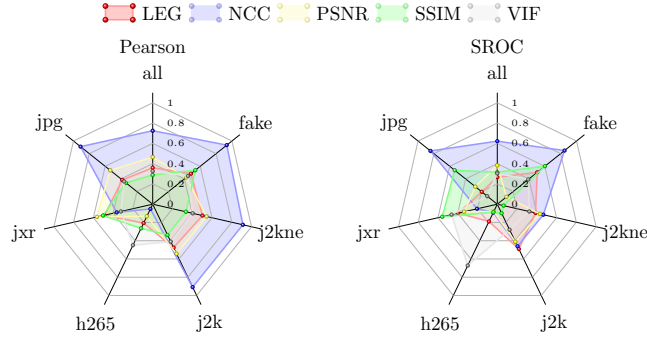 LEG NCC PSNR SSIM VIF
Pearson SROC
all all
1 1
jpg fake jpg fake
0.8 0.8
0.6 0.6
0.4 0.4
0.2 0.2
0 0
jxr j2kne jxr j2kne
h265 j2k h265 j2k